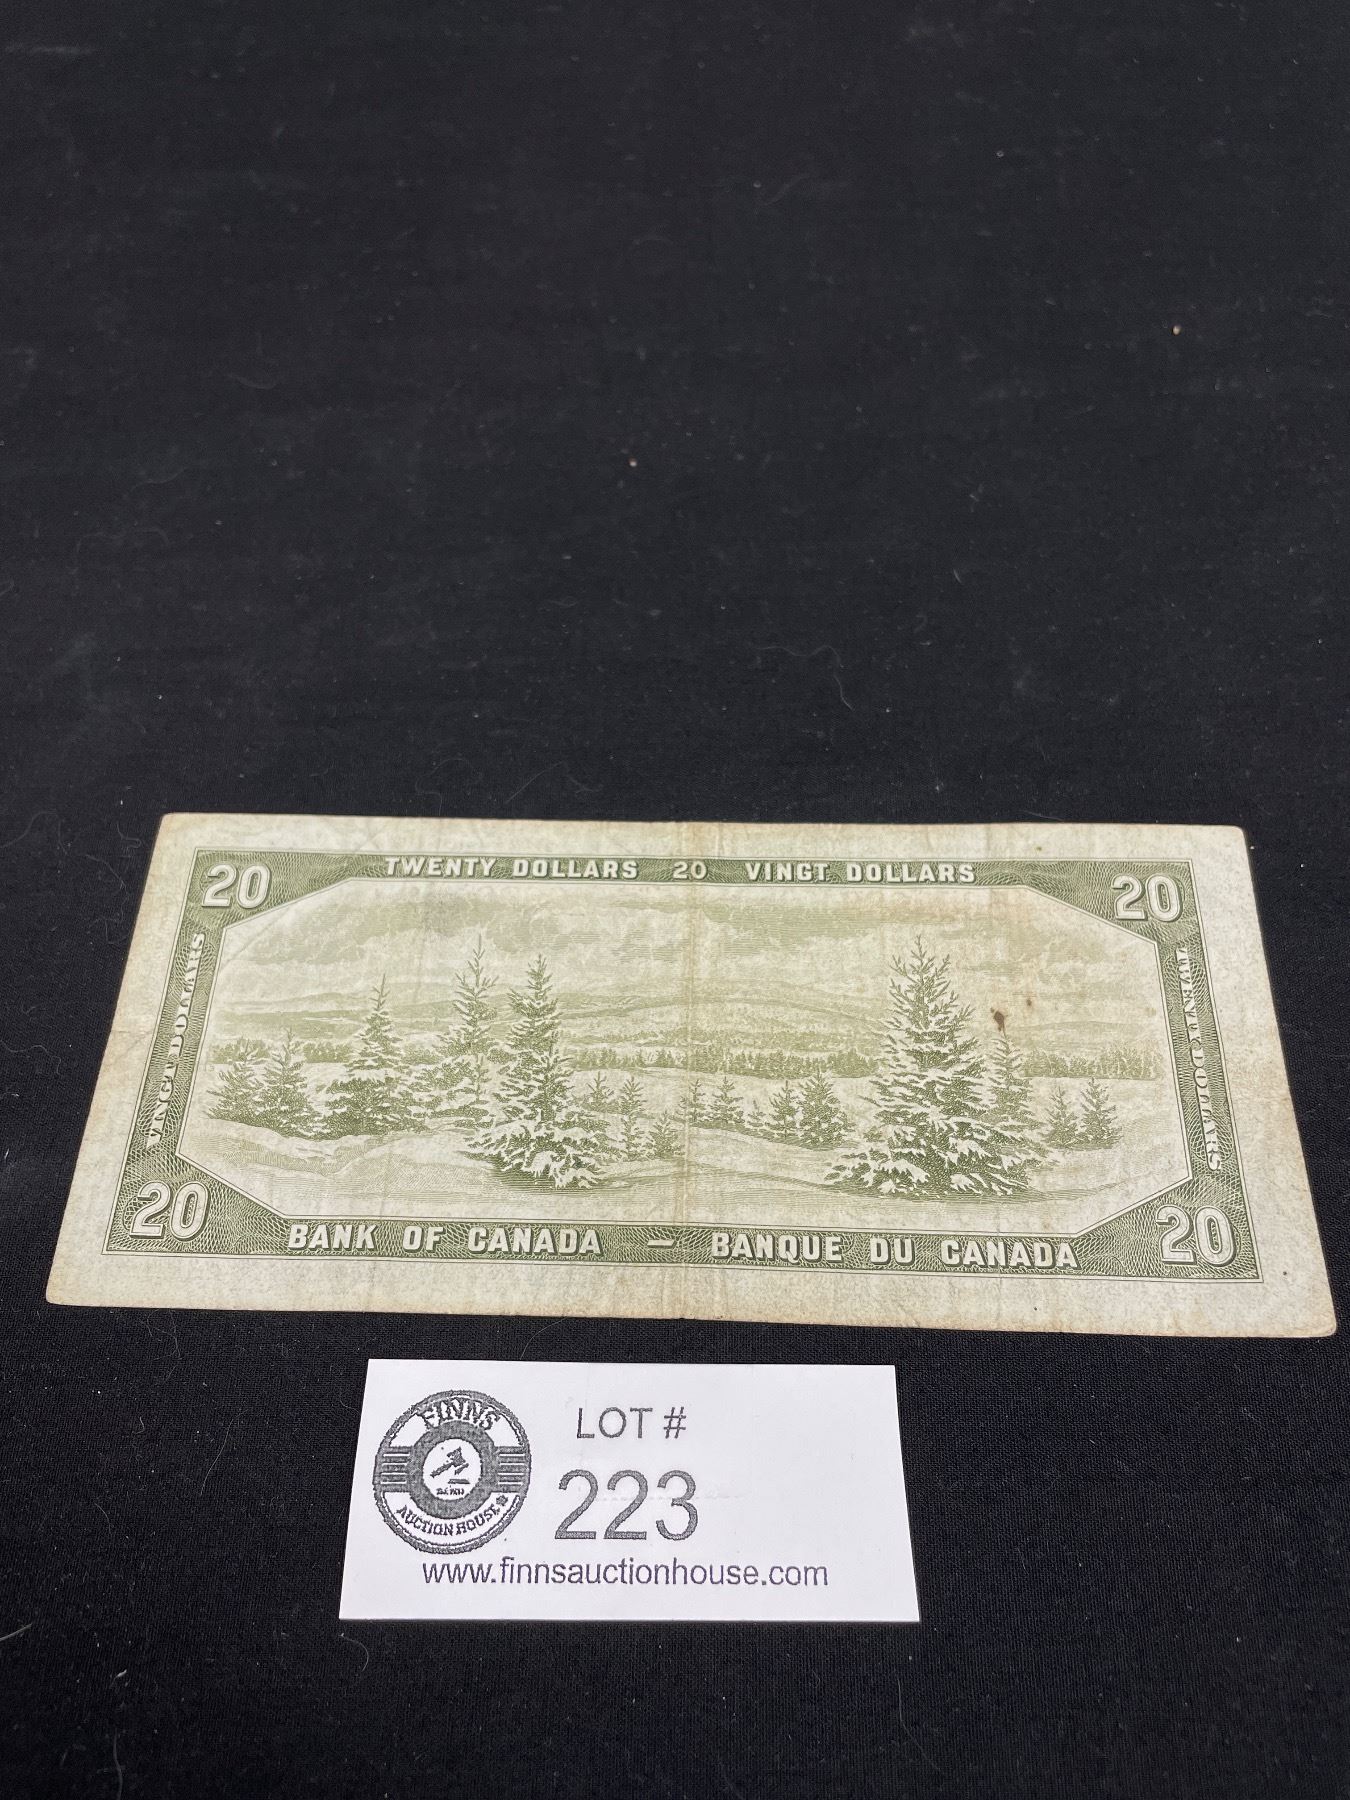 TWENTY DOLLARS 20 VINGT DOLLARS
20
20
VINGT DOLLARS
TWENTY DOLLARS
20
20
BANK OF CANADA – BANQUE DU CANADA
FINNS
AUCTION HOUSE
LOT #
223
www.finnsauctionhouse.com